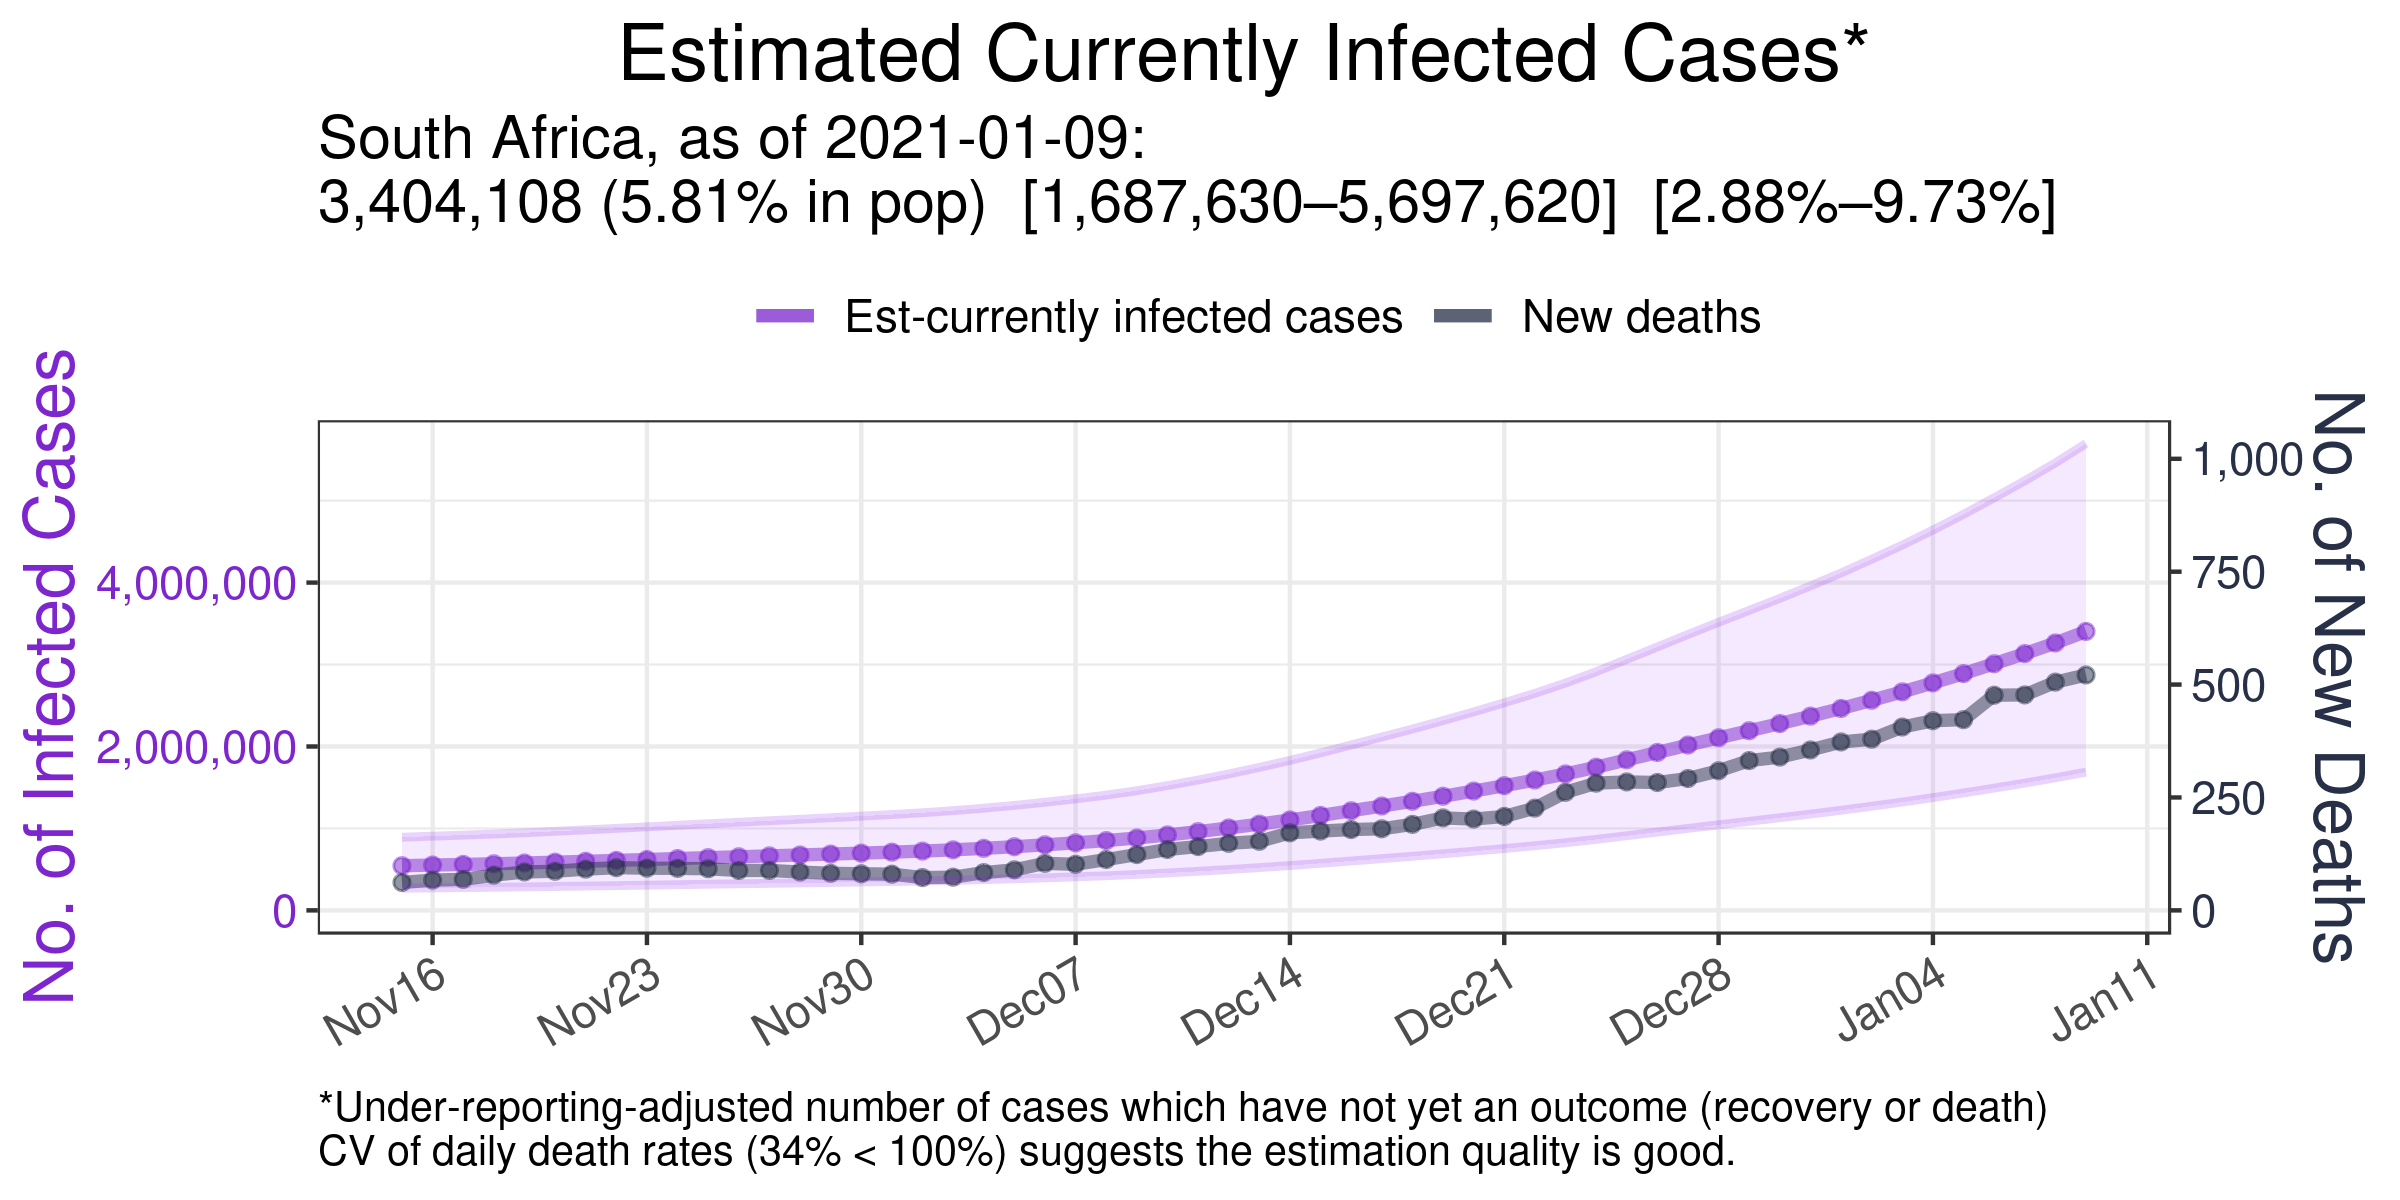 Estimated Currently Infected Cases*
South Africa, as of 2021-01-09:
3,404,108 (5.81% in pop)  [1,687,630–5,697,620]  [2.88%–9.73%]
Est-currently infected cases
New deaths
No. of Infected Cases
4,000,000
2,000,000
0
1,000
750
500
250
0
No. of New Deaths
Nov16
Nov23
Nov30
Dec07
Dec14
Dec21
Dec28
Jan04
Jan11
*Under-reporting-adjusted number of cases which have not yet an outcome (recovery or death)
CV of daily death rates (34% < 100%) suggests the estimation quality is good.